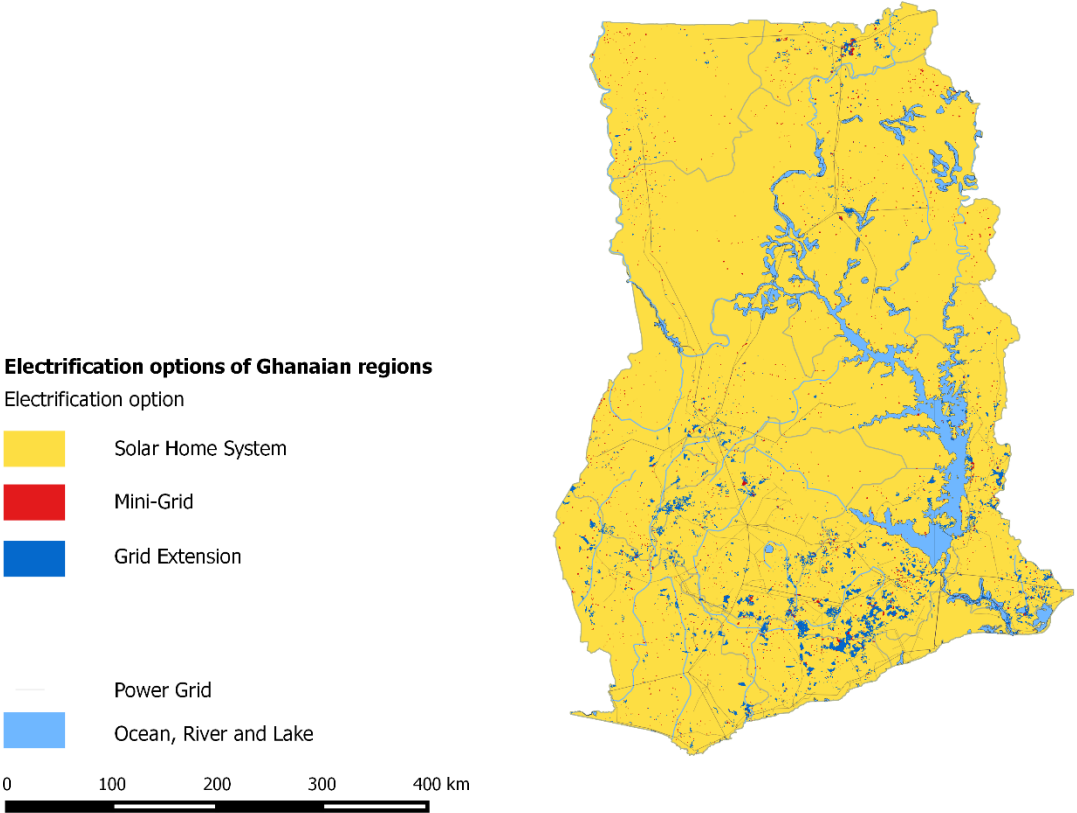 Electrification options of Ghanaian regions
Electrification option
Solar Home System
Mini-Grid
Grid Extension
Power Grid
Ocean, River and Lake
0 100 200 300 400 km